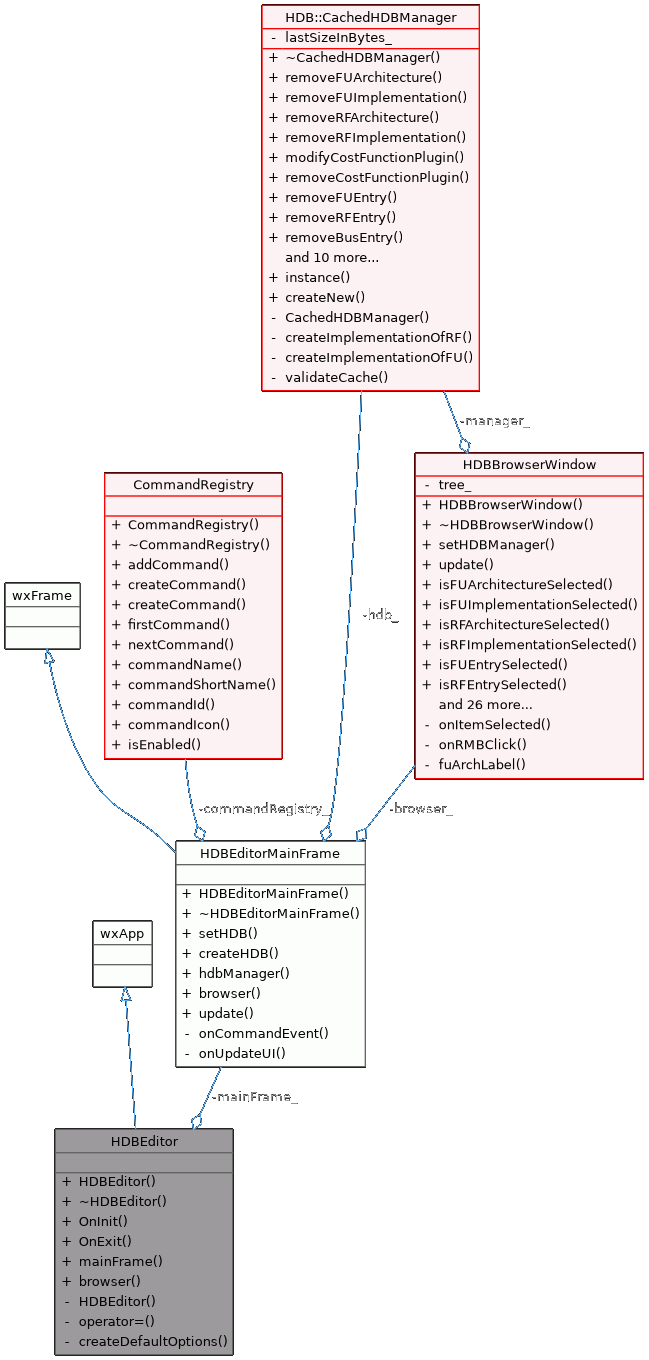 HDB::CachedHDBManager
- lastSizeInBytes_
+ ~CachedHDBManager()
+ removeFUArchitecture()
+ removeFUImplementation()
+ removeRFArchitecture()
+ removeRFImplementation()
+ modifyCostFunctionPlugin()
+ removeCostFunctionPlugin()
+ removeFUEntry()
+ removeRFEntry()
+ removeBusEntry()
and 10 more...
+ instance()
+ createNew()
- CachedHDBManager()
- createImplementationOfRF()
- createImplementationOfFU()
- validateCache()
-manager_
HDBBrowserWindow
- tree_
+ HDBBrowserWindow()
+ ~HDBBrowserWindow()
+ setHDBManager()
+ update()
+ isFUArchitectureSelected()
+ isFUImplementationSelected()
+ isRFArchitectureSelected()
+ isRFImplementationSelected()
+ isFUEntrySelected()
+ isRFEntrySelected()
and 26 more...
- onItemSelected()
- onRMBClick()
- fuArchLabel()
CommandRegistry
+ CommandRegistry()
+ ~CommandRegistry()
+ addCommand()
+ createCommand()
+ createCommand()
+ firstCommand()
+ nextCommand()
+ commandName()
+ commandShortName()
+ commandId()
+ commandIcon()
+ isEnabled()
wxFrame
-hdb_
-commandRegistry_
-browser_
HDBEditorMainFrame
+ HDBEditorMainFrame()
+ ~HDBEditorMainFrame()
+ setHDB()
+ createHDB()
+ hdbManager()
+ browser()
+ update()
- onCommandEvent()
- onUpdateUI()
wxApp
-mainFrame_
HDBEditor
+ HDBEditor()
+ ~HDBEditor()
+ OnInit()
+ OnExit()
+ mainFrame()
+ browser()
- HDBEditor()
- operator=()
- createDefaultOptions()